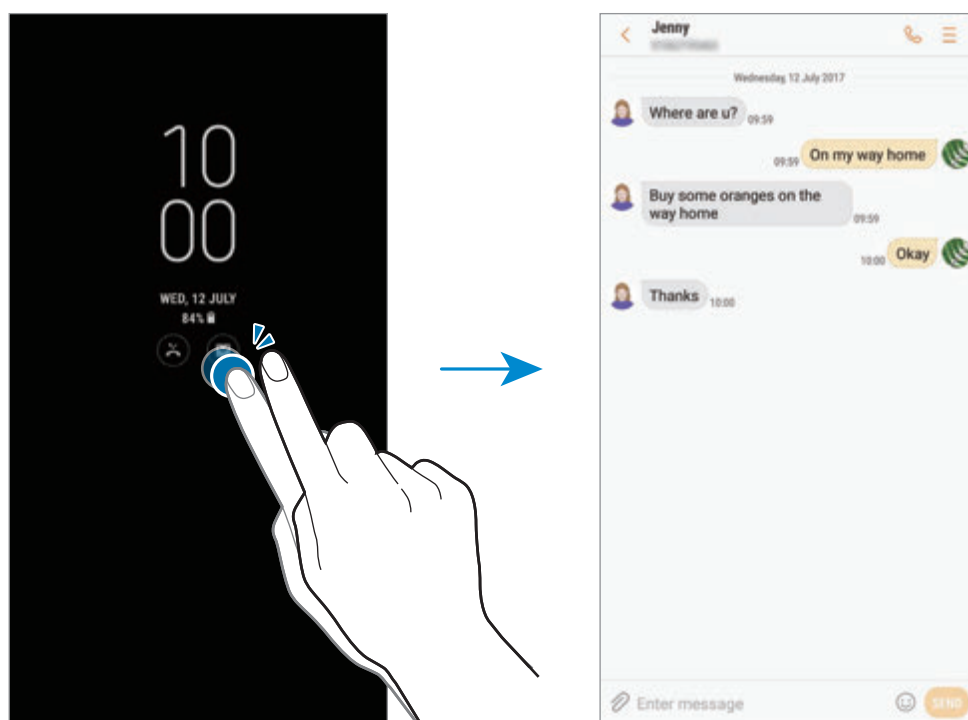 10
00
WED, 12 JULY
84%
Jenny
Wednesday, 12 July 2017
Where are u?
09:59
09:59
On my way home
Buy some oranges on the
way home
09:59
10:00
Okay
Thanks
10:00
Enter message
SEND